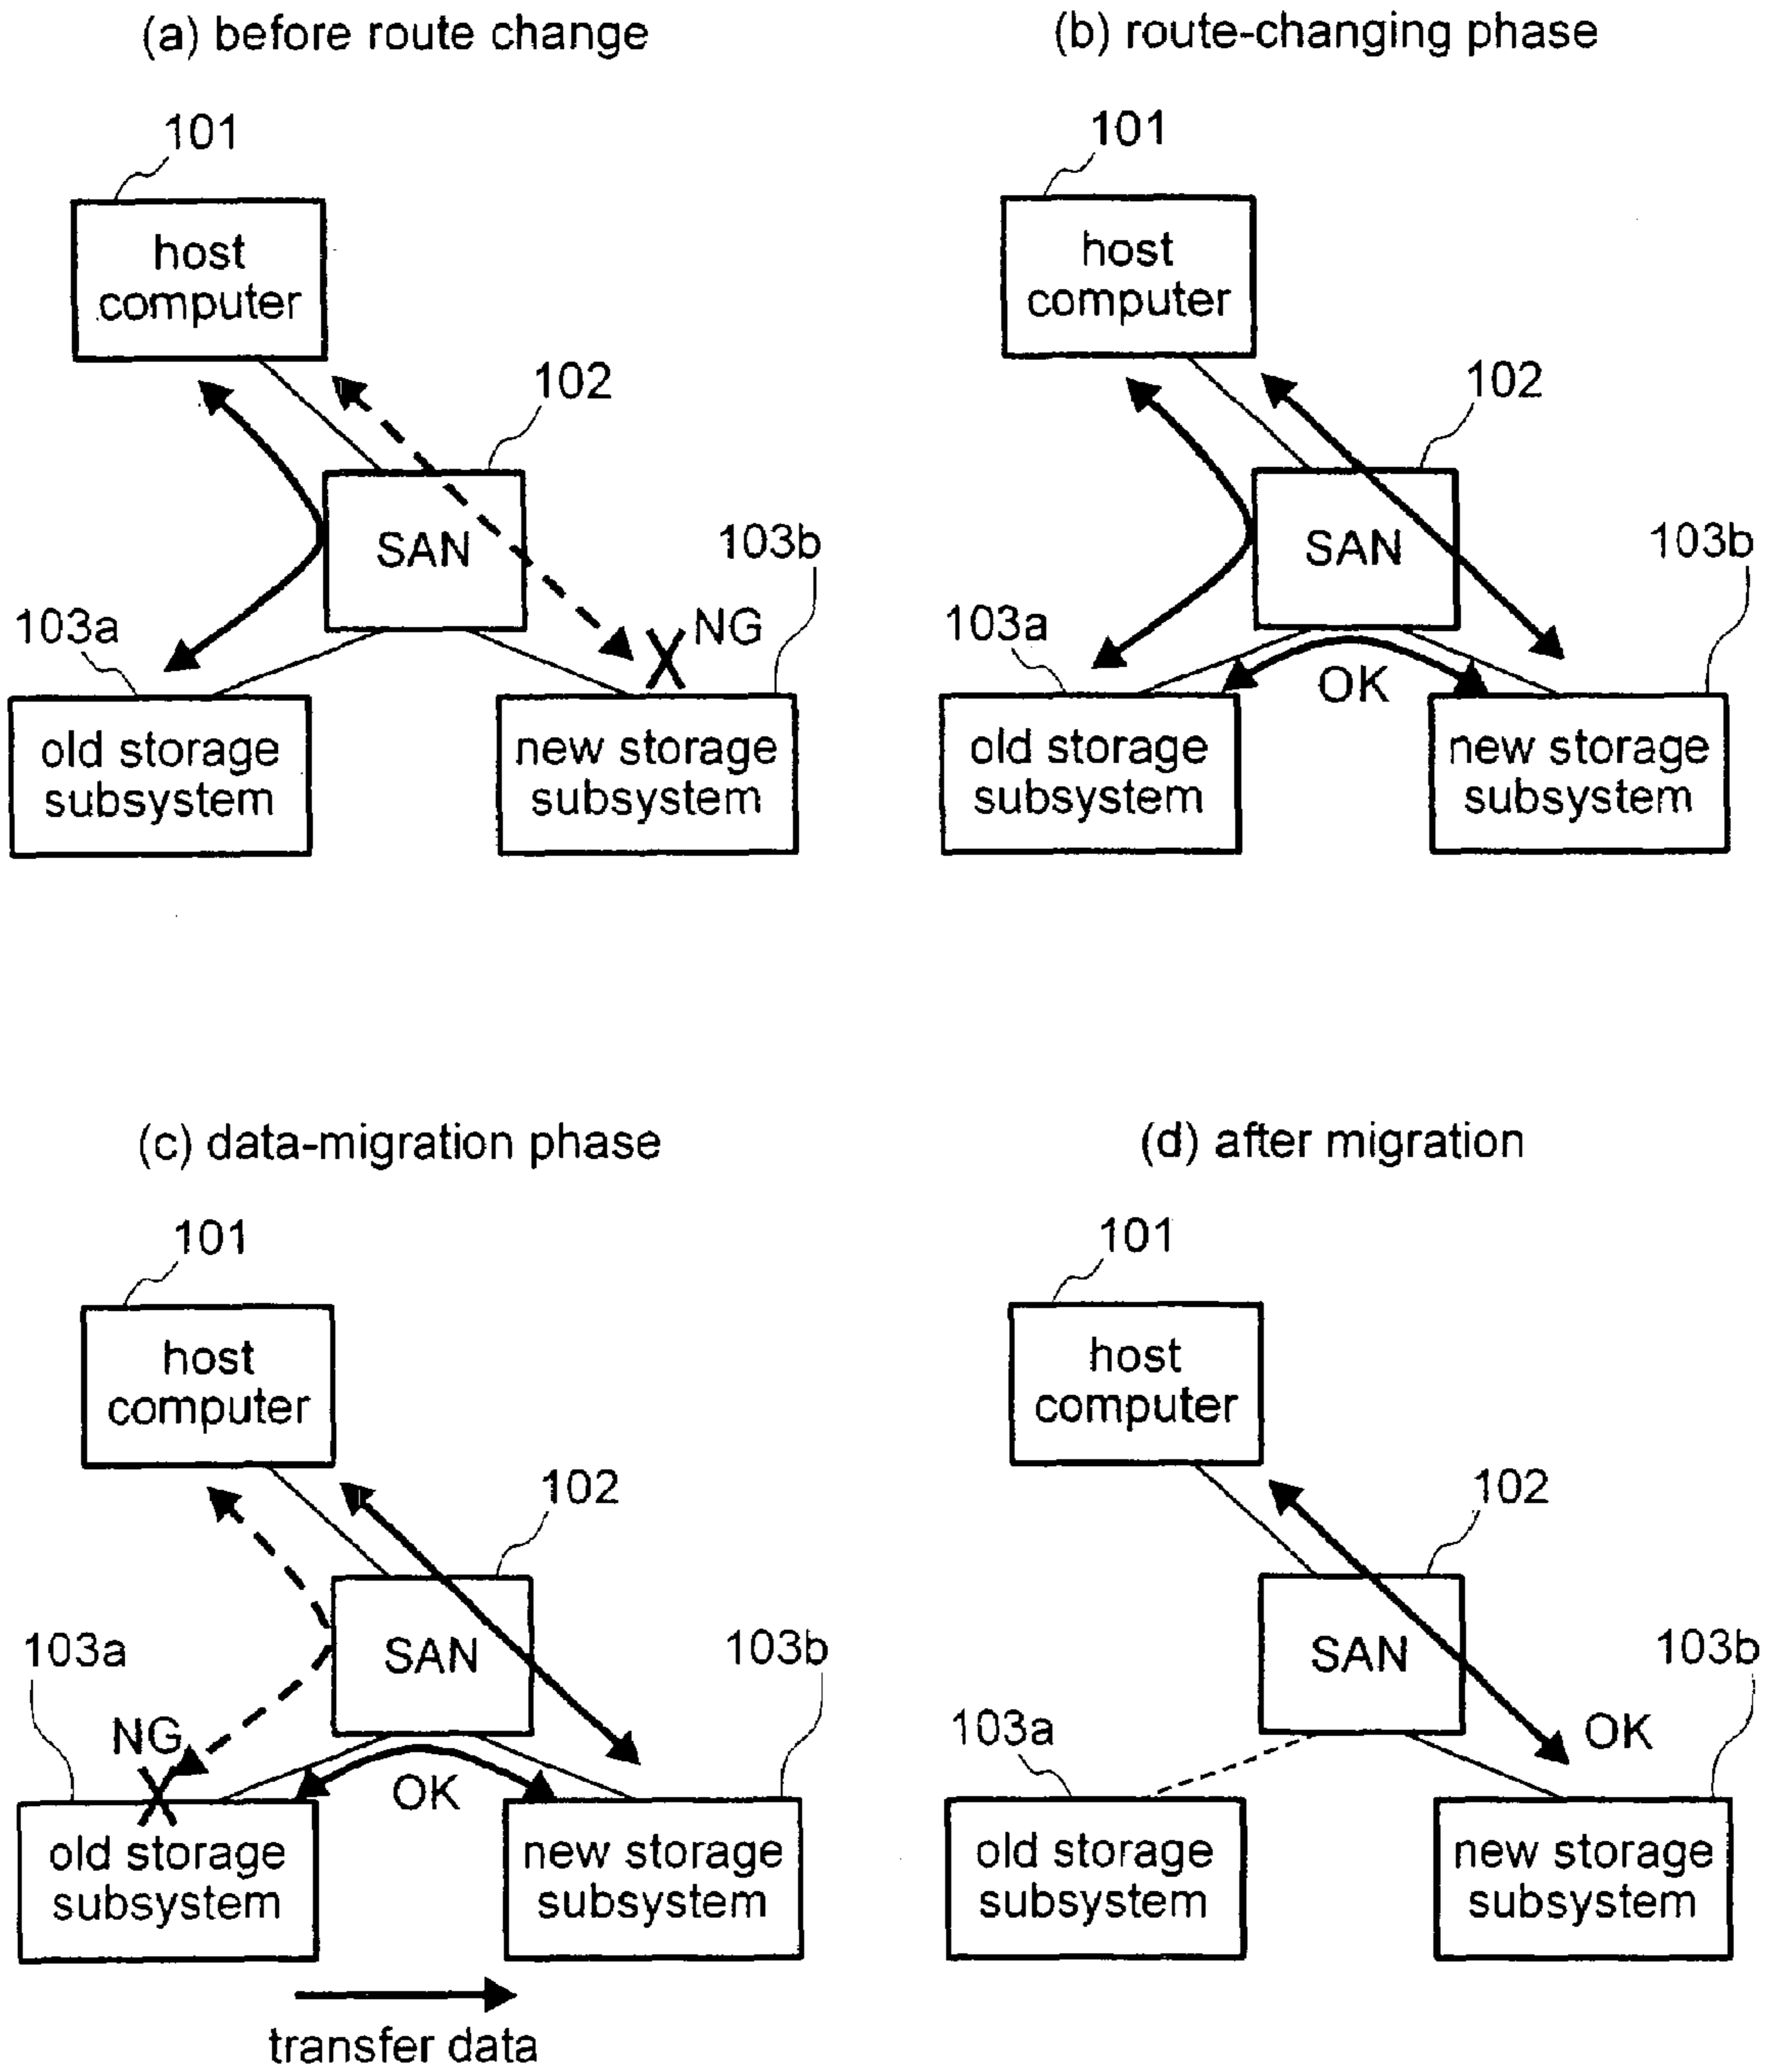 (a) before route change
101
host
computer
102
SAN
103b
NG
103a
old storage
subsystem
new storage
subsystem
(b) route-changing phase
101
host
computer
102
SAN
103b
103a
OK
old storage
subsystem
new storage
subsystem
(c) data-migration phase
101
host
computer
102
SAN
103a
103b
NG
OK
old storage
subsystem
new storage
subsystem
transfer data
(d) after migration
101
host
computer
102
SAN
103b
103a
OK
old storage
subsystem
new storage
subsystem